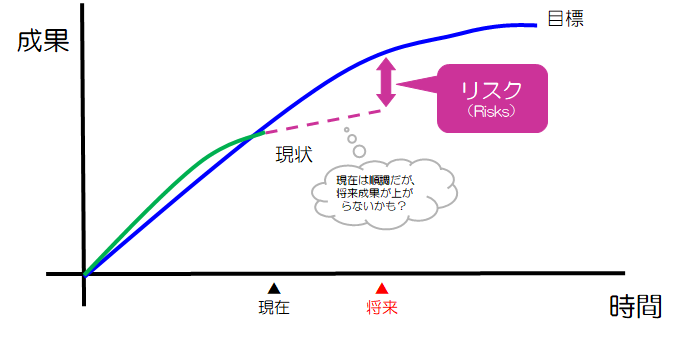 成果
目標
リスク
（Risks）
現状
現在は順調だが、
将来成果が上が
らないかも？
▲
現在
▲
将来
時間